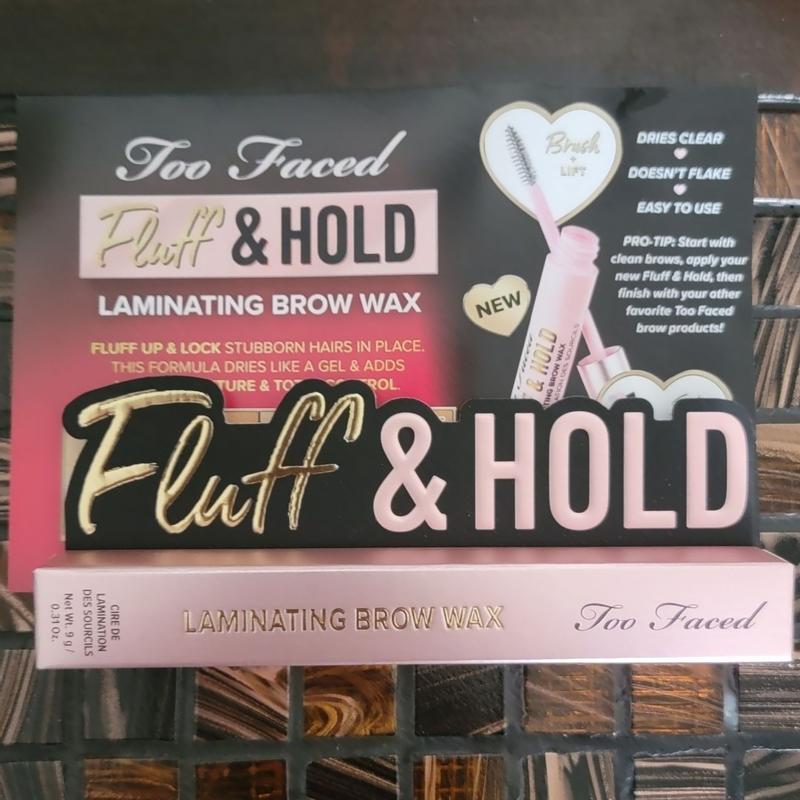 Too Faced
Fluff & HOLD
LAMINATING BROW WAX
FLUFF UP & LOCK STUBBORN HAIRS IN PLACE.
THIS FORMULA DRIES LIKE A GEL & ADDS
Brush
+
LIFT
NEW
DRIES CLEAR
DOESN'T FLAKE
EASY TO USE
PRO-TIP: Start with
clean brows, apply your
new Fluff & Hold, then
finish with your other
favorite Too Faced
brow products!
& HOLD
BROW WAX
Fluff & HOLD
CIRE DE
LAMINATION
DES SOURCILS
Net Wt. 9 g /
0.31 Oz.
LAMINATING BROW WAX
Too Faced